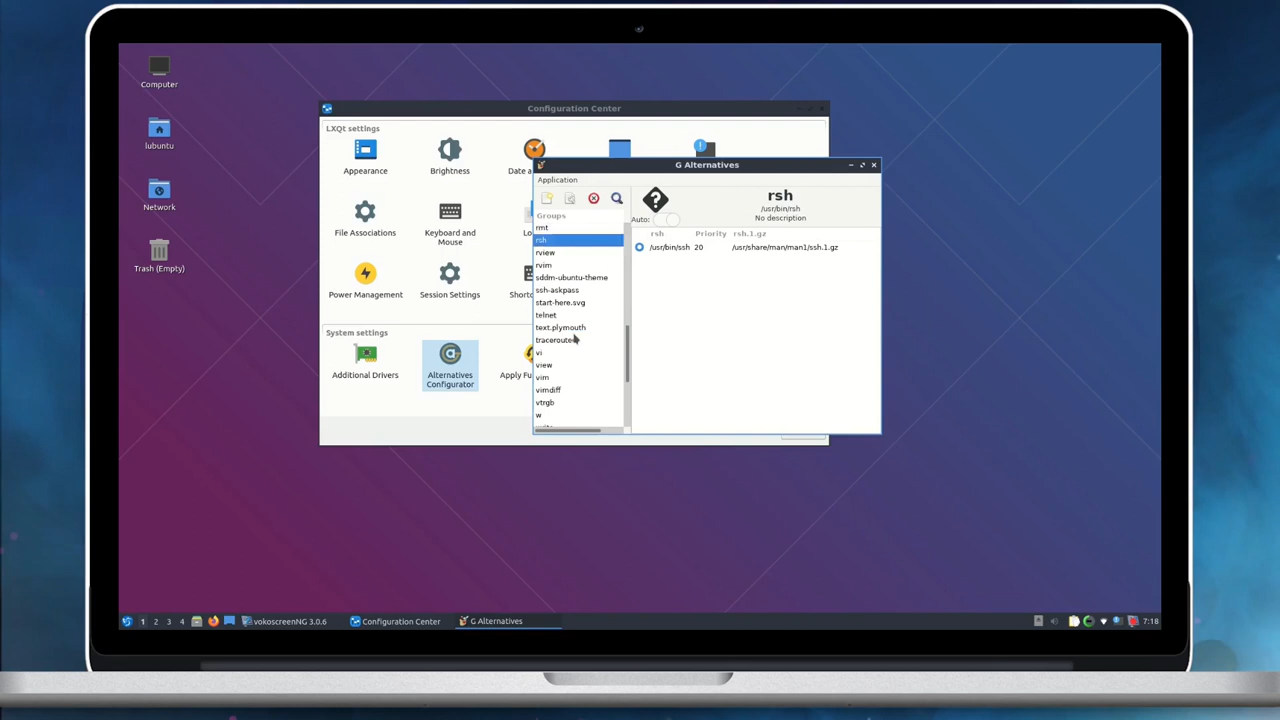 Computer
lubuntu
Network
Trash (Empty)
Configuration Center
LXQt settings
Appearance
Brightness
Date a
File Associations
Keyboard and
Mouse
Lo
Power Management
Session Settings
Shortc
System settings
Additional Drivers
Alternatives
Configurator
Apply Fu
G Alternatives
Application
Groups
rmt
rsh
rview
rvim
sddm-ubuntu-theme
ssh-askpass
start-here.svg
telnet
text.plymouth
traceroute6
vi
view
vim
vimdiff
vtrgb
w
rsh
/usr/bin/rsh
No description
Auto:
rsh Priority rsh.1.gz
/usr/bin/ssh 20 /usr/share/man/man1/ssh.1.gz
1 2 3 4 vokoscreenNG 3.0.6 Configuration Center G Alternatives 7:18